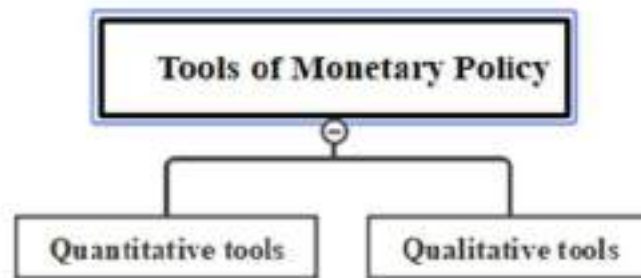 Tools of Monetary Policy
Quantitative tools
Qualitative tools